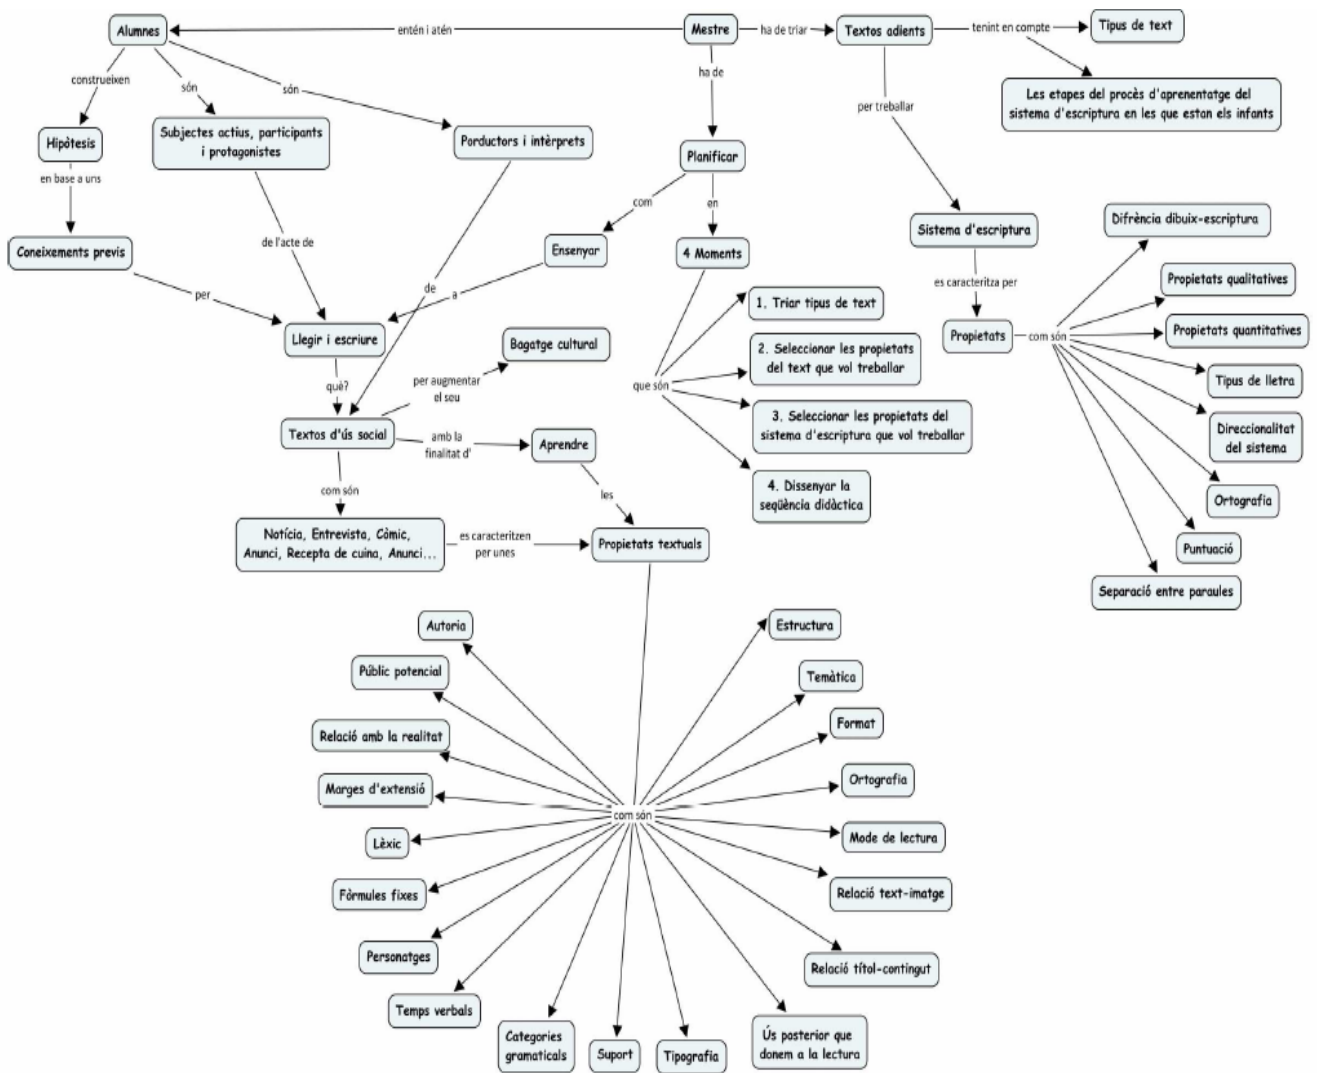 Alumnes
entén i atén
Mestre
ha de triar
Textos adients
tenint en compte
Tipus de text
construeixen
són
són
ha de
per treballar
Les etapes del procès d'aprenentatge del
sistema d'escriptura en les que estan els infants
Hipòtesis
Subjectes actius, participants
i protagonistes
Porductors i intèrprets
Planificar
en base a uns
com
en
Coneixements previs
de l'acte de
Ensenyar
4 Moments
Sistema d'escriptura
Difrència dibuix-escriptura
per
de
a
es caracteritza per
Propietats qualitatives
1. Triar tipus de text
Llegir i escriure
Bagatge cultural
Propietats
com són
Propietats quantitatives
2. Seleccionar les propietats
del text que vol treballar
què?
per augmentar
el seu
que són
Tipus de lletra
3. Seleccionar les propietats del
sistema d'escriptura que vol treballar
Direccionalitat
del sistema
Textos d'ús social
amb la
finalitat d'
Aprendre
com són
les
4. Dissenyar la
seqüència didàctica
Ortografia
Notícia, Entrevista, Còmic,
Anunci, Recepta de cuina, Anunci...
es caracteritzen
per unes
Propietats textuals
Puntuació
Separació entre paraules
Autoria
Estructura
Públic potencial
Temàtica
Relació amb la realitat
Format
Marges d'extensió
Ortografia
com són
Lèxic
Mode de lectura
Fòrmules fixes
Relació text-imatge
Personatges
Relació títol-contingut
Temps verbals
Categories
gramaticals
Suport
Tipografia
Ús posterior que
donem a la lectura